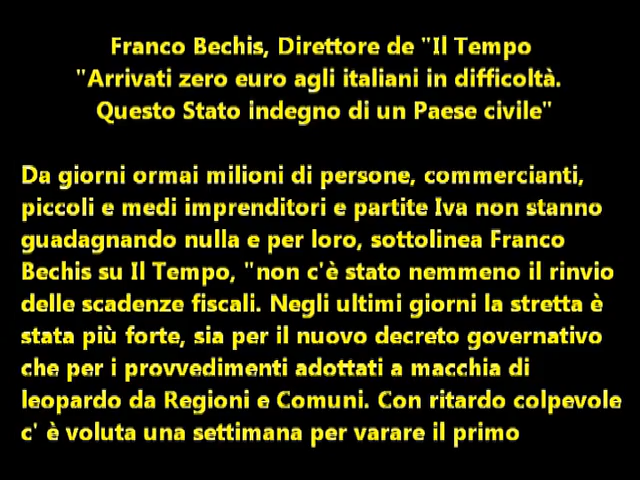 Franco Bechis, Direttore de "Il Tempo
"Arrivati zero euro agli italiani in difficoltà.
Questo Stato indegno di un Paese civile"
Da giorni ormai milioni di persone, commercianti,
piccoli e medi imprenditori e partite Iva non stanno
guadagnando nulla e per loro, sottolinea Franco
Bechis su Il Tempo, "non c'è stato nemmeno il rinvio
delle scadenze fiscali. Negli ultimi giorni la stretta è
stata più forte, sia per il nuovo decreto governativo
che per i provvedimenti adottati a macchia di
leopardo da Regioni e Comuni. Con ritardo colpevole
c' è voluta una settimana per varare il primo